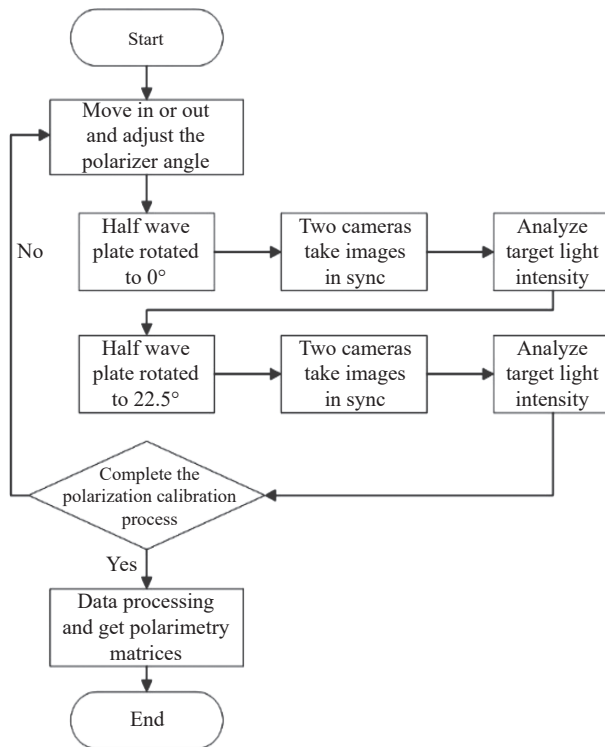 Start
Move in or out
and adjust the
polarizer angle
No
Half wave
plate rotated
to 0°
Two cameras
take images
in sync
Analyze
target light
intensity
Half wave
plate rotated
to 22.5°
Two cameras
take images
in sync
Analyze
target light
intensity
Complete the
polarization calibration
process
Yes
Data processing
and get polarimetry
matrices
End